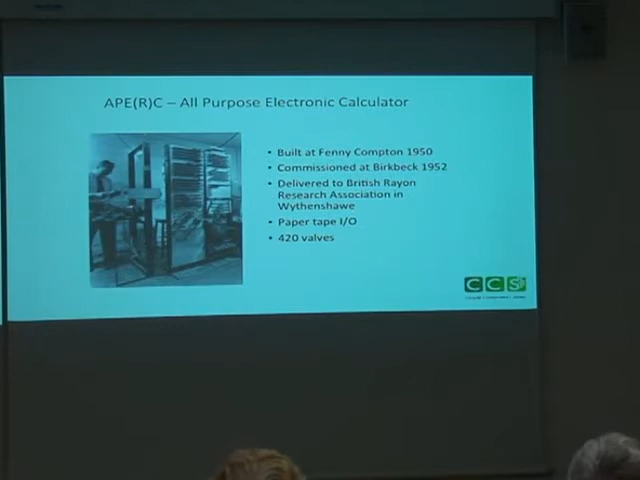 APE(R)C – All Purpose Electronic Calculator
• Built at Fenny Compton 1950
• Commissioned at Birkbeck 1952
• Delivered to British Rayon
Research Association in
Wythenshawe
• Paper tape I/O
• 420 valves
CCS